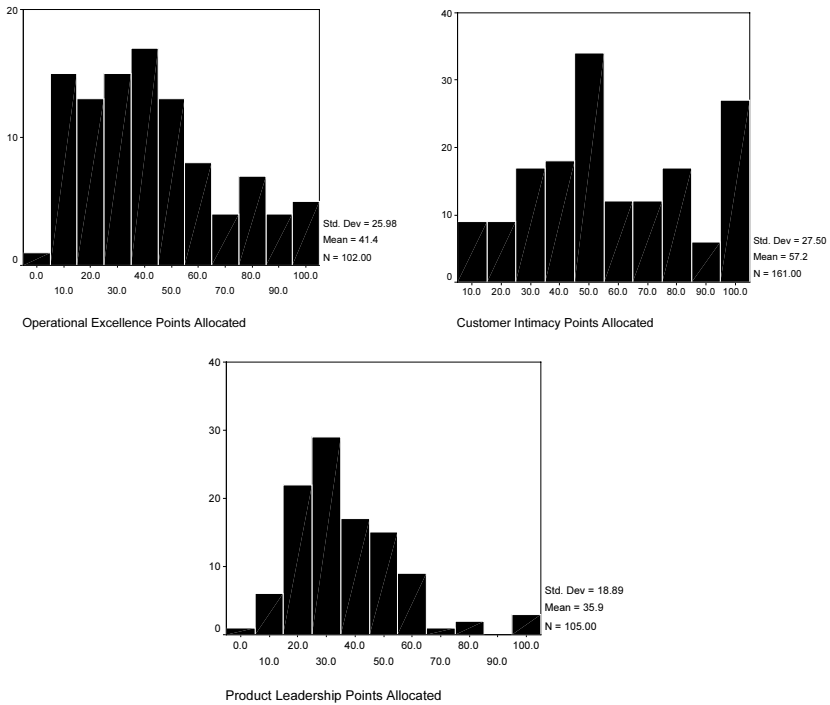 20
10
0
0.0 20.0 40.0 60.0 80.0 100.0
10.0 30.0 50.0 70.0 90.0
Std. Dev = 25.98
Mean = 41.4
N = 102.00
Operational Excellence Points Allocated
40
30
20
10
0
10.0 20.0 30.0 40.0 50.0 60.0 70.0 80.0 90.0 100.0
Std. Dev = 27.50
Mean = 57.2
N = 161.00
Customer Intimacy Points Allocated
40
30
20
10
0
0.0 20.0 40.0 60.0 80.0 100.0
10.0 30.0 50.0 70.0 90.0
Std. Dev = 18.89
Mean = 35.9
N = 105.00
Product Leadership Points Allocated